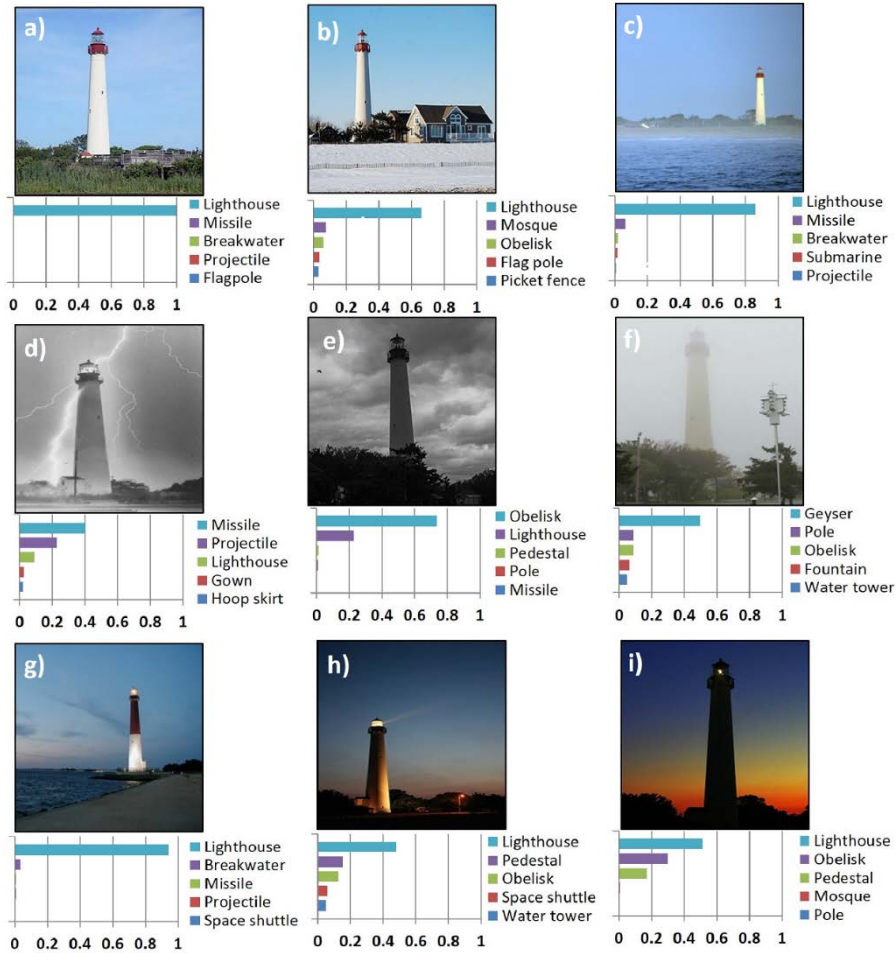 a)
Lighthouse
Missile
Breakwater
Projectile
Flagpole
0 0.2 0.4 0.6 0.8 1
b)
Lighthouse
Mosque
Obelisk
Flag pole
Picket fence
0 0.2 0.4 0.6 0.8 1
c)
Lighthouse
Missile
Breakwater
Submarine
Projectile
0 0.2 0.4 0.6 0.8 1
d)
Missile
Projectile
Lighthouse
Gown
Hoop skirt
0 0.2 0.4 0.6 0.8 1
e)
Obelisk
Lighthouse
Pedestal
Pole
Missile
0 0.2 0.4 0.6 0.8 1
f)
Geyser
Pole
Obelisk
Fountain
Water tower
0 0.2 0.4 0.6 0.8 1
g)
Lighthouse
Breakwater
Missile
Projectile
Space shuttle
0 0.2 0.4 0.6 0.8 1
h)
Lighthouse
Pedestal
Obelisk
Space shuttle
Water tower
0 0.2 0.4 0.6 0.8 1
i)
Lighthouse
Obelisk
Pedestal
Mosque
Pole
0 0.2 0.4 0.6 0.8 1